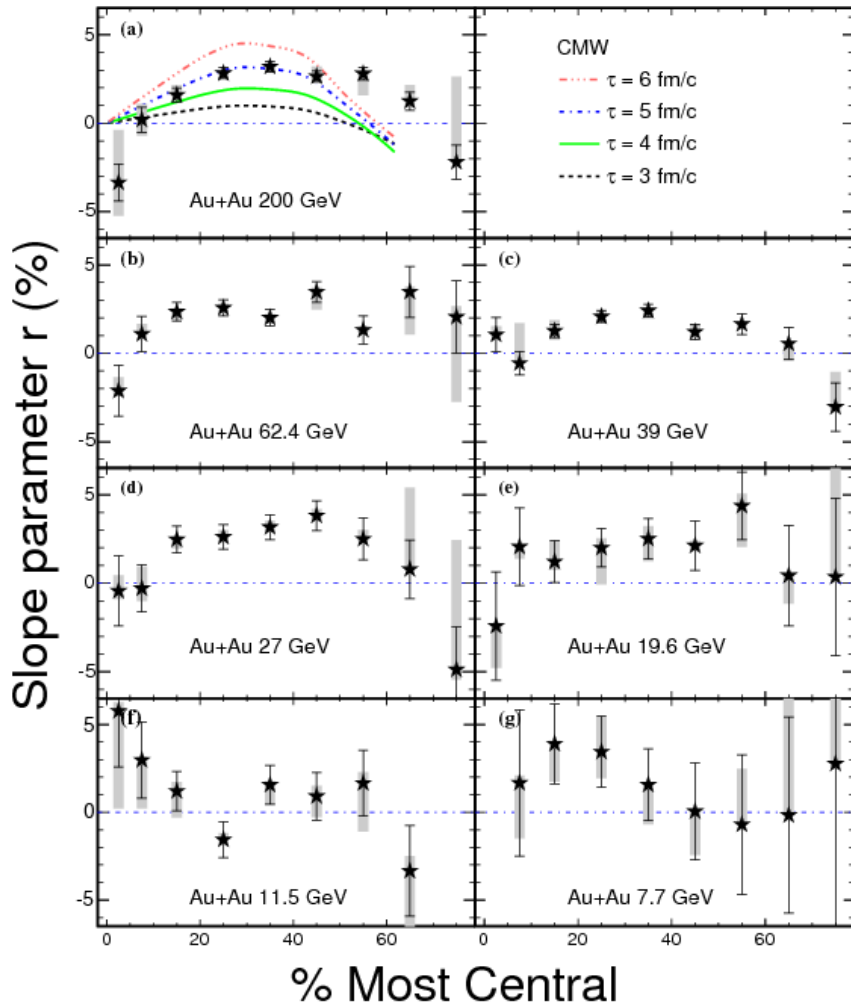 Slope parameter r (%)
(a)
5
0
-5
Au+Au 200 GeV
CMW
τ = 6 fm/c
τ = 5 fm/c
τ = 4 fm/c
τ = 3 fm/c
(b)
5
0
-5
Au+Au 62.4 GeV
(c)
Au+Au 39 GeV
(d)
5
0
-5
Au+Au 27 GeV
(e)
Au+Au 19.6 GeV
(f)
5
0
-5
Au+Au 11.5 GeV
(g)
Au+Au 7.7 GeV
0 20 40 60 0 20 40 60
% Most Central